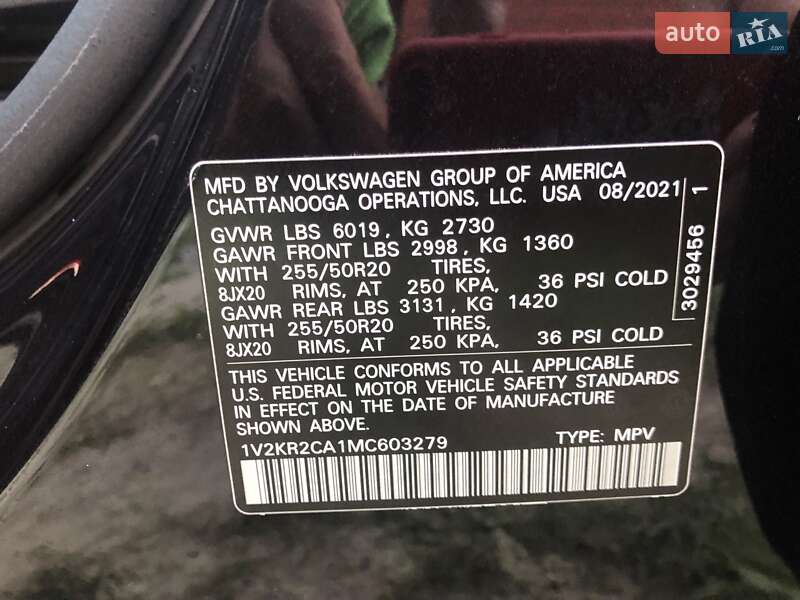 auto RIA.com
MFD BY VOLKSWAGEN GROUP OF AMERICA
CHATTANOOGA OPERATIONS, LLC. USA 08/2021
GVWR LBS 6019, KG 2730
GAWR FRONT LBS 2998, KG 1360
WITH 255/50R20 TIRES,
8JX20 RIMS, AT 250 KPA, 36 PSI COLD
GAWR REAR LBS 3131, KG 1420
WITH 255/50R20 TIRES,
8JX20 RIMS, AT 250 KPA, 36 PSI COLD
THIS VEHICLE CONFORMS TO ALL APPLICABLE
U.S. FEDERAL MOTOR VEHICLE SAFETY STANDARDS
IN EFFECT ON THE DATE OF MANUFACTURE
SHOWN ABOVE.
1V2KR2CA1MC603279 TYPE: MPV
3029456 1